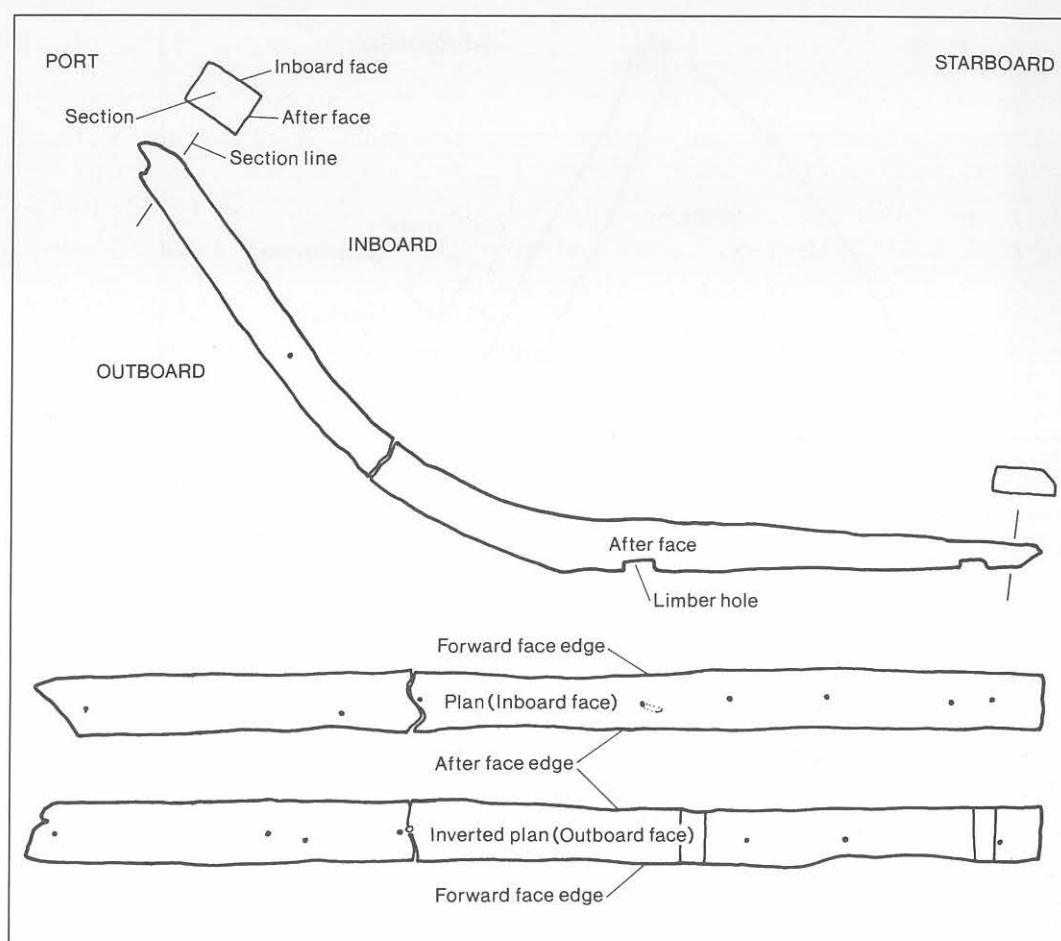 PORT
Inboard face
STARBOARD
Section
After face
Section line
INBOARD
OUTBOARD
After face
Limber hole
Forward face edge
Plan (Inboard face)
After face edge
Inverted plan (Outboard face)
Forward face edge